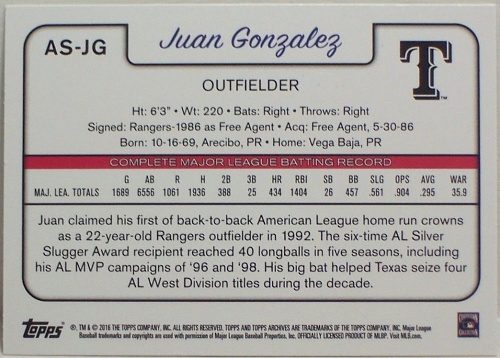 AS-JG
Juan Gonzalez
T™
OUTFIELDER
Ht: 6'3" • Wt: 220 • Bats: Right • Throws: Right
Signed: Rangers-1986 as Free Agent • Acq: Free Agent, 5-30-86
Born: 10-16-69, Arecibo, PR • Home: Vega Baja, PR
COMPLETE MAJOR LEAGUE BATTING RECORD
G AB R H 2B 3B HR RBI SB BB SLG OPS AVG WAR
MAJ. LEA. TOTALS 1689 6556 1061 1936 388 25 434 1404 26 457 .561 .904 .295 35.9
Juan claimed his first of back-to-back American League home run crowns
as a 22-year-old Rangers outfielder in 1992. The six-time AL Silver
Slugger Award recipient reached 40 longballs in five seasons, including
his AL MVP campaigns of '96 and '98. His big bat helped Texas seize four
AL West Division titles during the decade.
Topps
®, TM & © 2016 THE TOPPS COMPANY, INC. ALL RIGHTS RESERVED. TOPPS AND TOPPS ARCHIVES ARE TRADEMARKS OF THE TOPPS COMPANY, INC. Major League
Baseball trademarks and copyrights are used with permission of Major League Baseball Properties, Inc. OFFICIALLY LICENSED PRODUCT OF MLBP. Visit MLB.com.